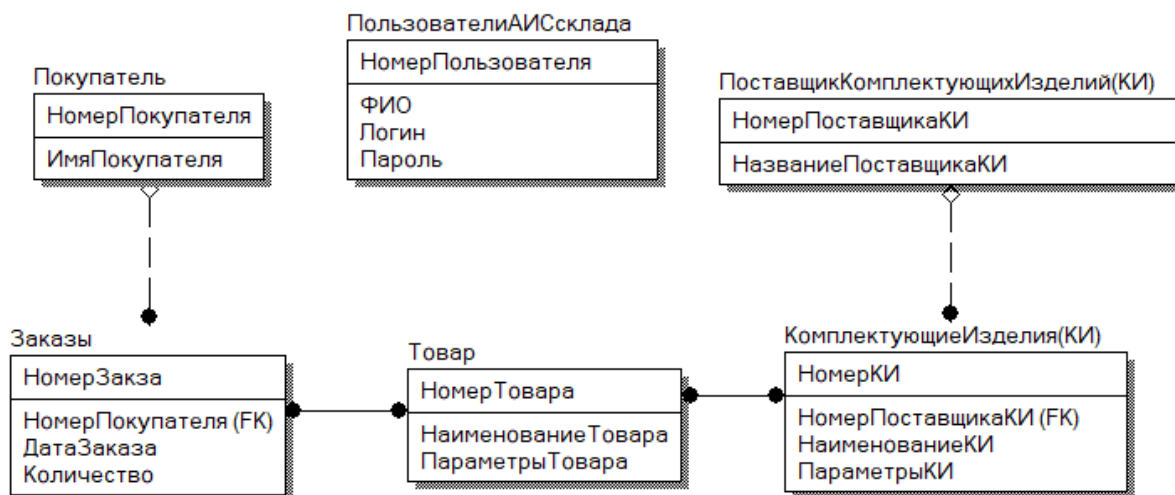 ПользователиАИСсклада
НомерПользователя
ФИО
Логин
Пароль
Покупатель
НомерПокупателя
ИмяПокупателя
ПоставщикКомплектующихИзделий(КИ)
НомерПоставщикаКИ
НазваниеПоставщикаКИ
Заказы
НомерЗакза
НомерПокупателя (FK)
ДатаЗаказа
Количество
Товар
НомерТовара
НаименованиеТовара
ПараметрыТовара
КомплектующиеИзделия(КИ)
НомерКИ
НомерПоставщикаКИ (FK)
НаименованиеКИ
ПараметрыКИ